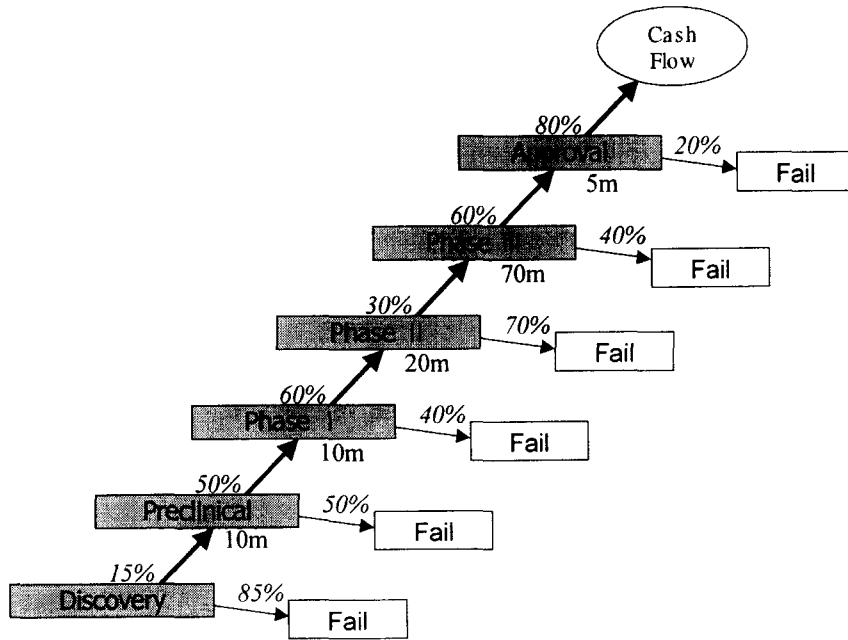 Cash
Flow
80%
Approval
20%
5m
Fail
60%
Phase III
40%
70m
Fail
30%
Phase II
70%
20m
Fail
60%
Phase I
40%
10m
Fail
50%
Preclinical
50%
10m
Fail
15%
Discovery
85%
Fail